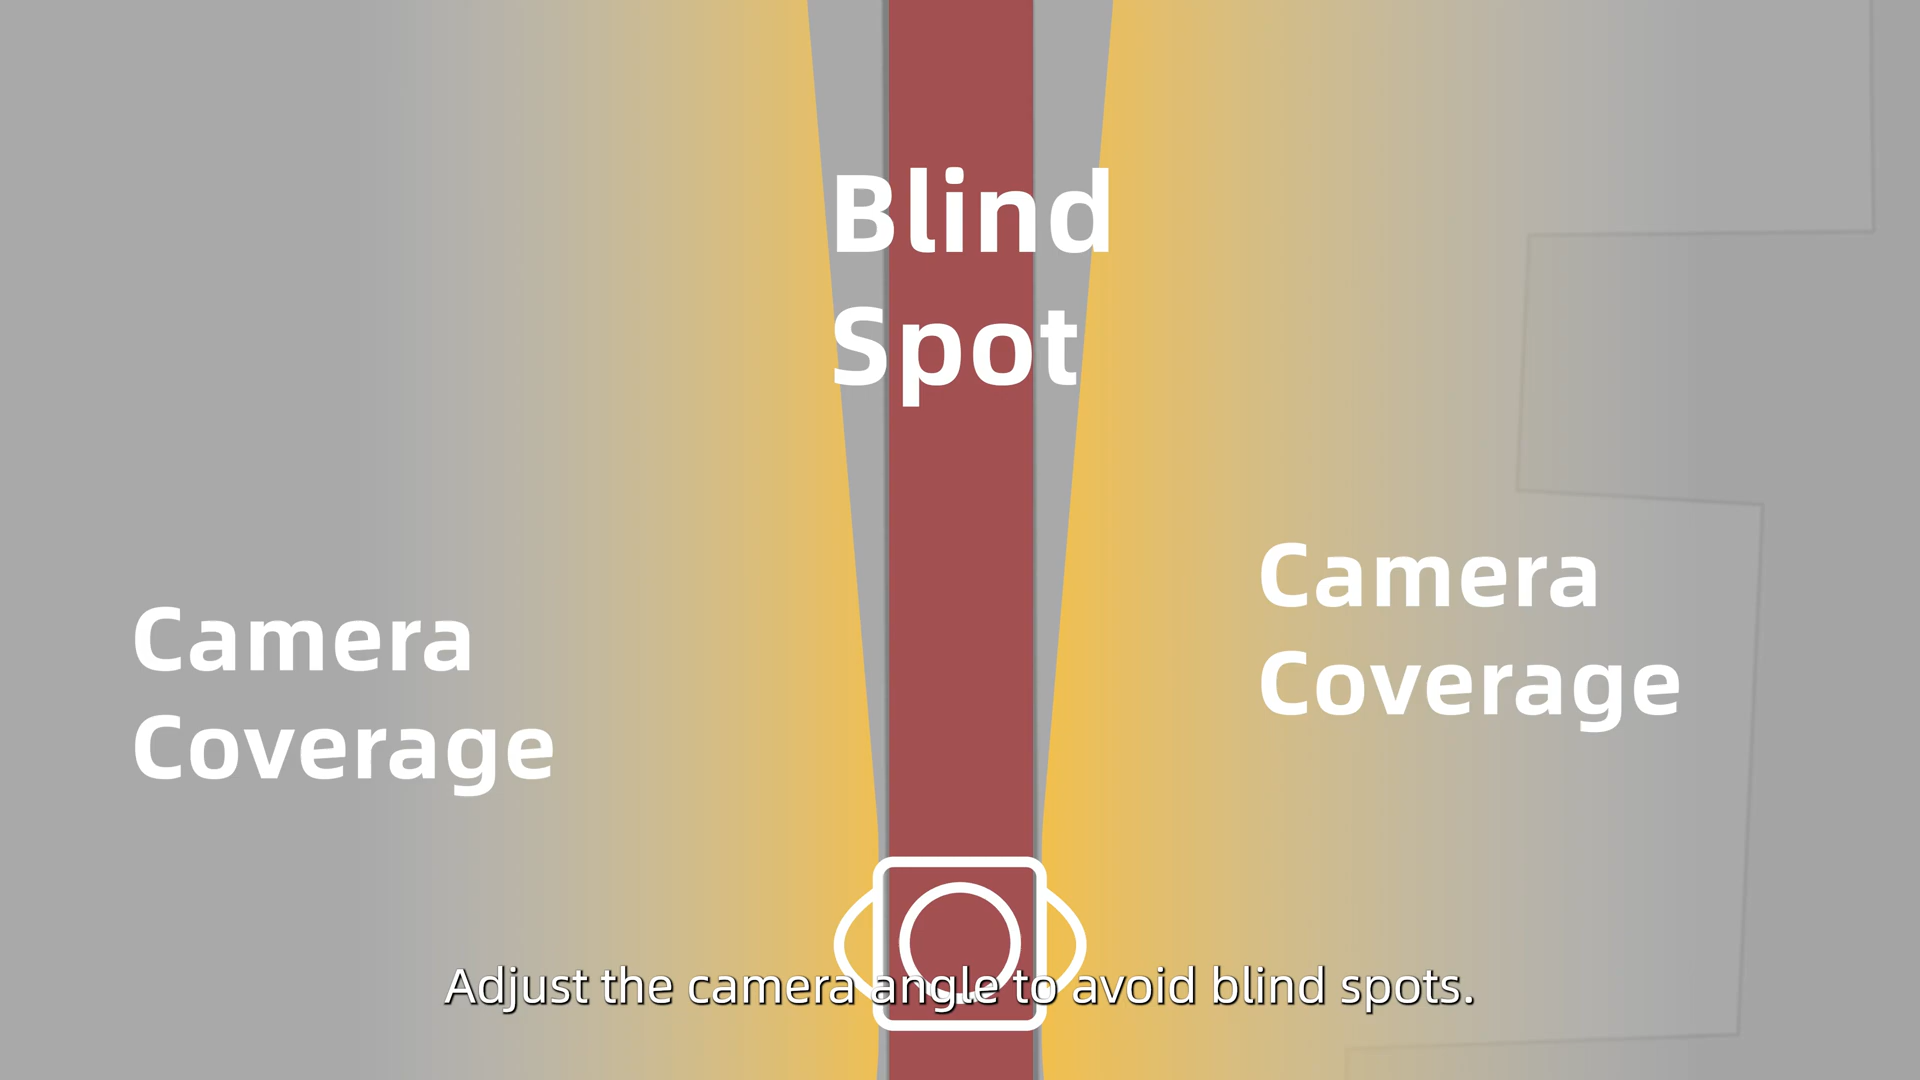 Blind
Spot
Camera
Coverage
Camera
Coverage
Adjust the camera angle to avoid blind spots.